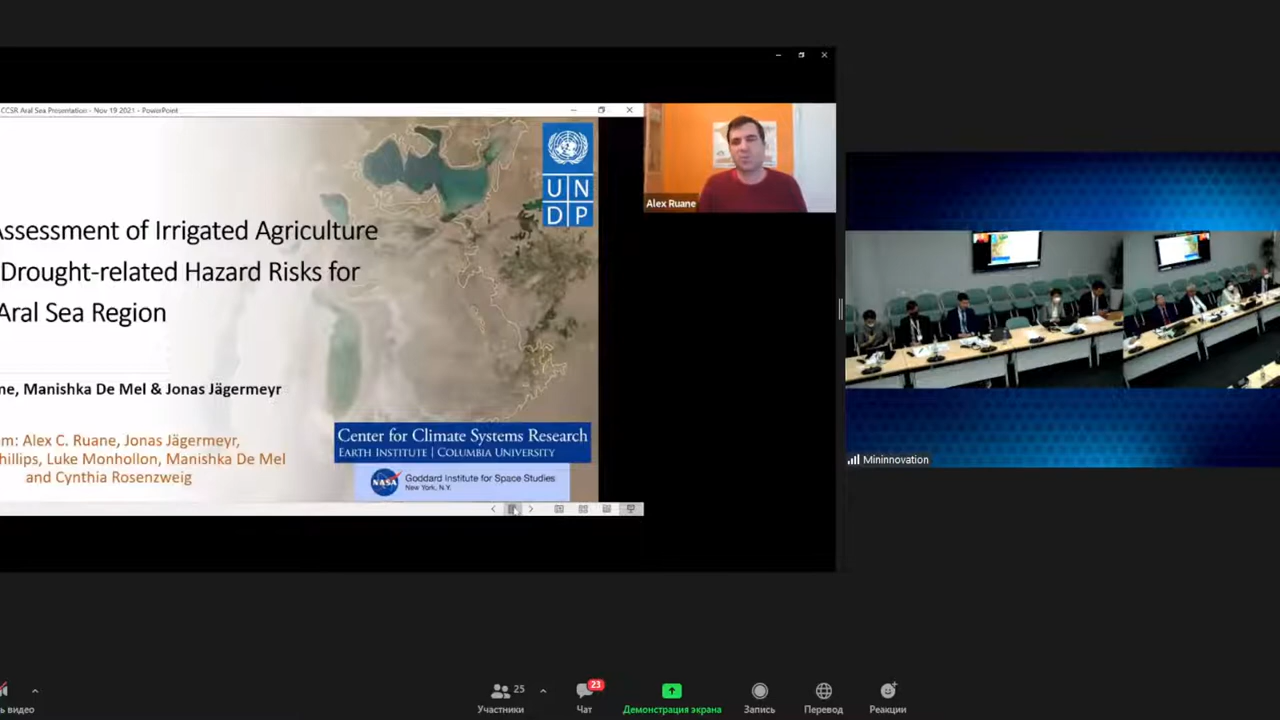 CCSR Aral Sea Presentation - Nov 19 2021 - PowerPoint
UN
DP
Assessment of Irrigated Agriculture
Drought-related Hazard Risks for
Aral Sea Region
ne, Manishka De Mel & Jonas Jägermeyr
m: Alex C. Ruane, Jonas Jägermeyr,
hillips, Luke Monhollon, Manishka De Mel
and Cynthia Rosenzweig
Center for Climate Systems Research
EARTH INSTITUTE | COLUMBIA UNIVERSITY
NASA
Goddard Institute for Space Studies
New York, N.Y.
Alex Ruane
Mininnovation
ь видео
25
Участники
23
Чат
Демонстрация экрана
Запись
Перевод
Реакции